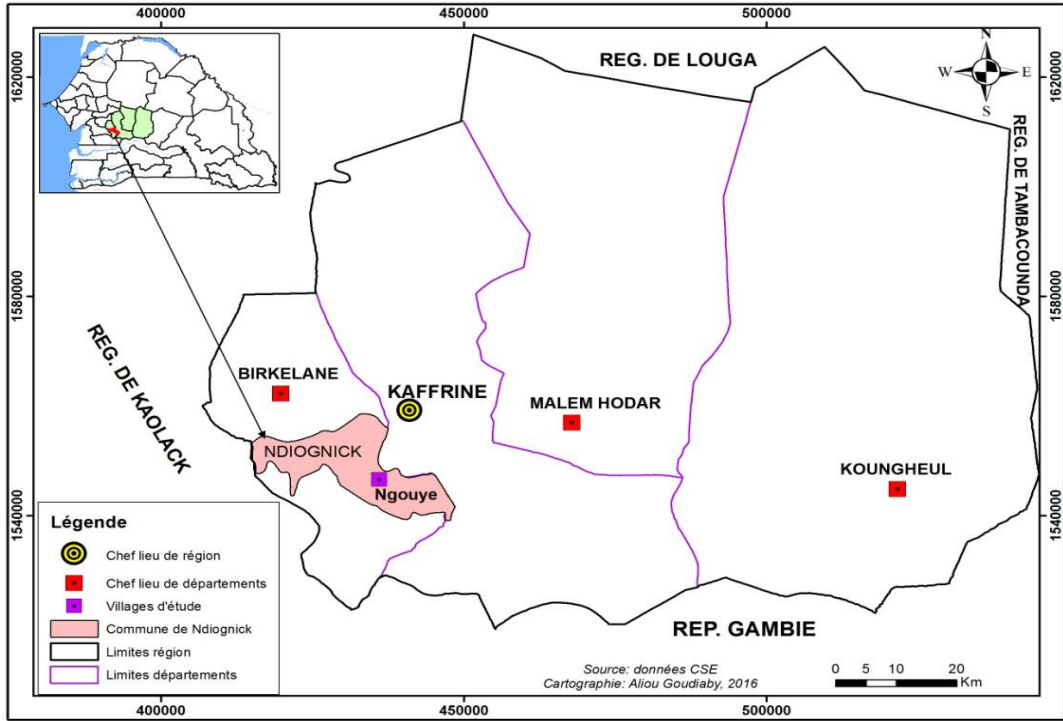 400000 450000 500000
N
W E
S
1620000
1620000
REG. DE LOUGA
REG. DE TAMBACOUNDA
1580000
1580000
REG. DE KAOLACK
BIRKELANE
KAFFRINE
MALEM HODAR
NDIOGNICK
KOUNGHEUL
Ngouye
1540000
1540000
Légende
Chef lieu de région
Chef lieu de départements
Villages d'étude
Commune de Ndiognick
Limites région
Limites départements
REP. GAMBIE
Source: données CSE
Cartographie: Aliou Goudiaby, 2016
0 5 10 20
Km
400000 450000 500000